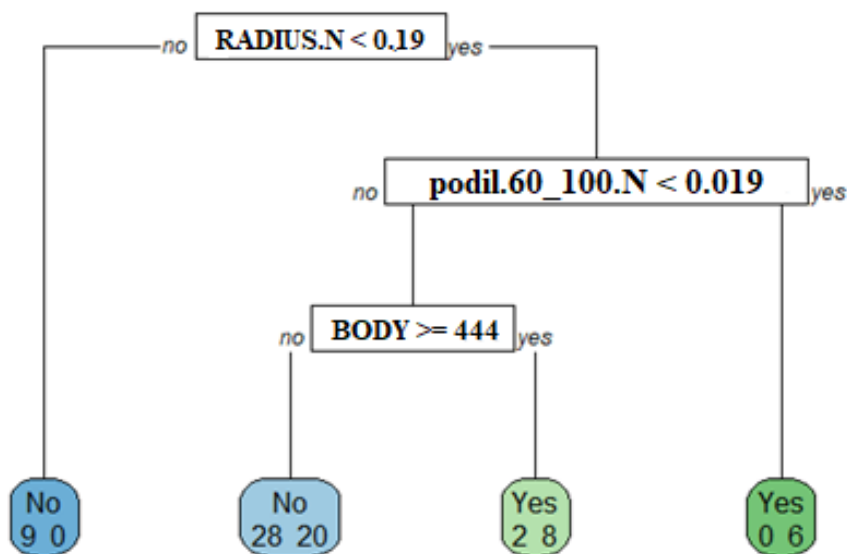 no RADIUS.N < 0.19 yes
no podil.60_100.N < 0.019 yes
no BODY >= 444 yes
No No Yes Yes
9 0 28 20 2 8 0 6